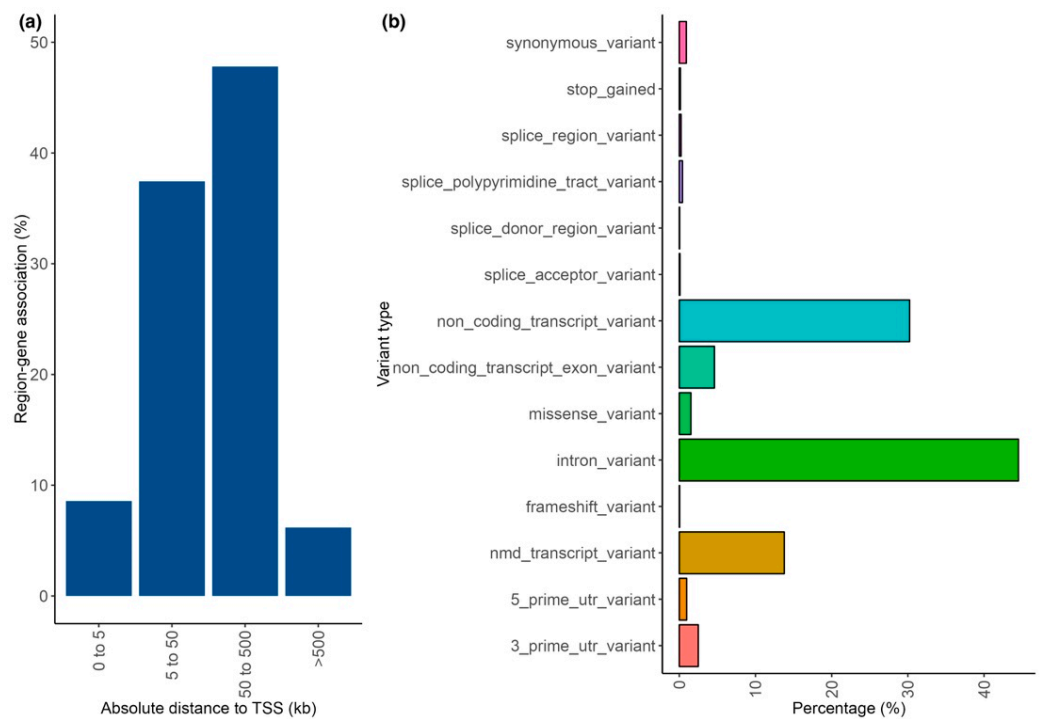 (a)
Region-gene association (%)
50
40
30
20
10
0
0 to 5
5 to 50
50 to 500
>500
Absolute distance to TSS (kb)
(b)
Variant type
synonymous_variant
stop_gained
splice_region_variant
splice_polypyrimidine_tract_variant
splice_donor_region_variant
splice_acceptor_variant
non_coding_transcript_variant
non_coding_transcript_exon_variant
missense_variant
intron_variant
frameshift_variant
nmd_transcript_variant
5_prime_utr_variant
3_prime_utr_variant
0
10
20
30
40
Percentage (%)